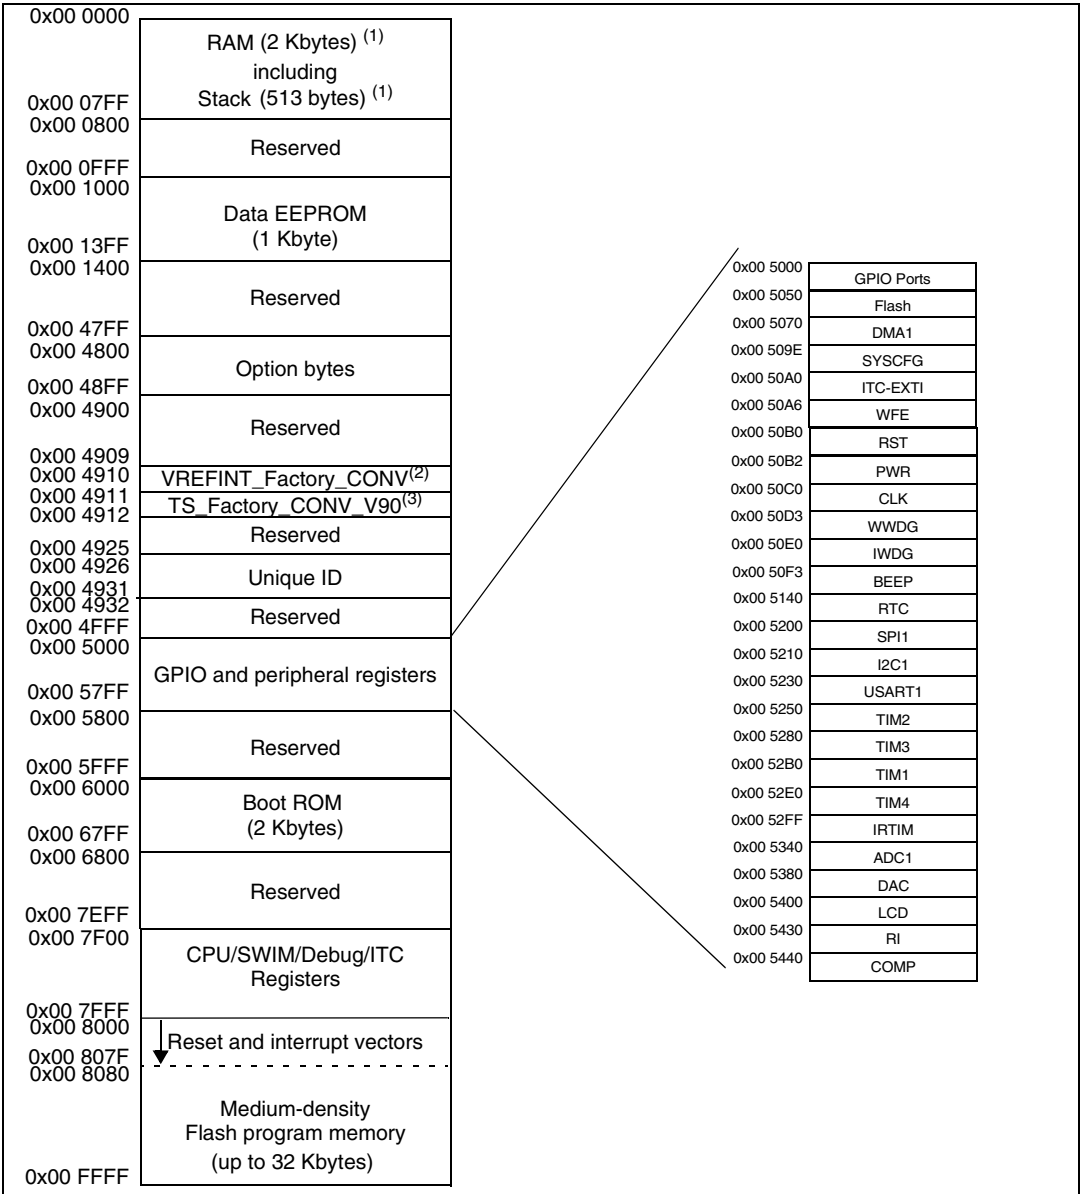 0x00 0000
RAM (2 Kbytes) (1)
including
Stack (513 bytes) (1)
0x00 07FF
0x00 0800
Reserved
0x00 0FFF
0x00 1000
Data EEPROM
(1 Kbyte)
0x00 13FF
0x00 1400
Reserved
0x00 47FF
0x00 4800
Option bytes
0x00 48FF
0x00 4900
Reserved
0x00 4909
0x00 4910
VREFINT_Factory_CONV(2)
0x00 4911
TS_Factory_CONV_V90(3)
0x00 4912
Reserved
0x00 4925
0x00 4926
Unique ID
0x00 4931
0x00 4932
Reserved
0x00 4FFF
0x00 5000
GPIO and peripheral registers
0x00 57FF
0x00 5800
Reserved
0x00 5FFF
0x00 6000
Boot ROM
(2 Kbytes)
0x00 67FF
0x00 6800
Reserved
0x00 7EFF
0x00 7F00
CPU/SWIM/Debug/ITC
Registers
0x00 7FFF
0x00 8000
Reset and interrupt vectors
0x00 807F
0x00 8080
Medium-density
Flash program memory
(up to 32 Kbytes)
0x00 FFFF
0x00 5000
GPIO Ports
0x00 5050
Flash
0x00 5070
DMA1
0x00 509E
SYSCFG
0x00 50A0
ITC-EXTI
0x00 50A6
WFE
0x00 50B0
RST
0x00 50B2
PWR
0x00 50C0
CLK
0x00 50D3
WWDG
0x00 50E0
IWDG
0x00 50F3
BEEP
0x00 5140
RTC
0x00 5200
SPI1
0x00 5210
I2C1
0x00 5230
USART1
0x00 5250
TIM2
0x00 5280
TIM3
0x00 52B0
TIM1
0x00 52E0
TIM4
0x00 52FF
IRTIM
0x00 5340
ADC1
0x00 5380
DAC
0x00 5400
LCD
0x00 5430
RI
0x00 5440
COMP